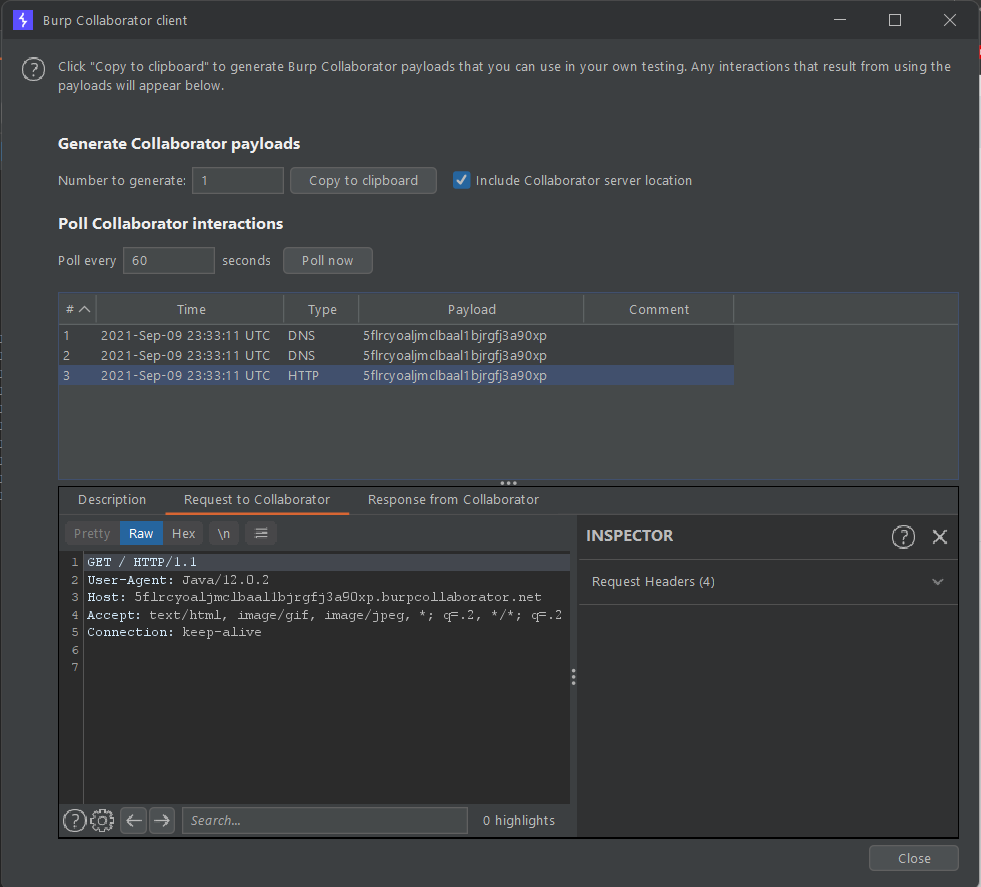 Burp Collaborator client
Click "Copy to clipboard" to generate Burp Collaborator payloads that you can use in your own testing. Any interactions that result from using the
payloads will appear below.
Generate Collaborator payloads
Number to generate: 1 Copy to clipboard Include Collaborator server location
Poll Collaborator interactions
Poll every 60 seconds Poll now
# Time Type Payload Comment
1 2021-Sep-09 23:33:11 UTC DNS 5flrcyoaljmclbaal1bjrgfj3a90xp
2 2021-Sep-09 23:33:11 UTC DNS 5flrcyoaljmclbaal1bjrgfj3a90xp
3 2021-Sep-09 23:33:11 UTC HTTP 5flrcyoaljmclbaal1bjrgfj3a90xp
Description Request to Collaborator Response from Collaborator
Pretty Raw Hex \n
INSPECTOR
Request Headers (4)
1 GET / HTTP/1.1
2 User-Agent: Java/12.0.2
3 Host: 5flrcyoaljmclbaal1bjrgfj3a90xp.burpcollaborator.net
4 Accept: text/html, image/gif, image/jpeg, *; q=.2, */*; q=.2
5 Connection: keep-alive
6
7
Search... 0 highlights
Close